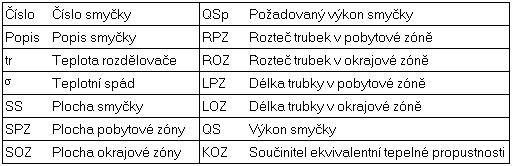 Číslo Číslo smyčky QSp Požadovaný výkon smyčky
Popis Popis smyčky RPZ Rozteč trubek v pobytové zóně
tr Teplota rozdělovače ROZ Rozteč trubek v okrajové zóně
σ Teplotní spád LPZ Délka trubky v pobytové zóně
SS Plocha smyčky LOZ Délka trubky v okrajové zóně
SPZ Plocha pobytové zóny QS Výkon smyčky
SOZ Plocha okrajové zóny KOZ Součinitel ekvivalentní tepelné propustnosti